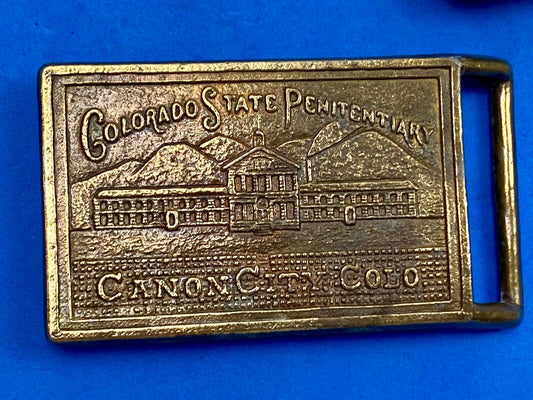 COLORADO STATE PENITENTIARY
CANON CITY COLO